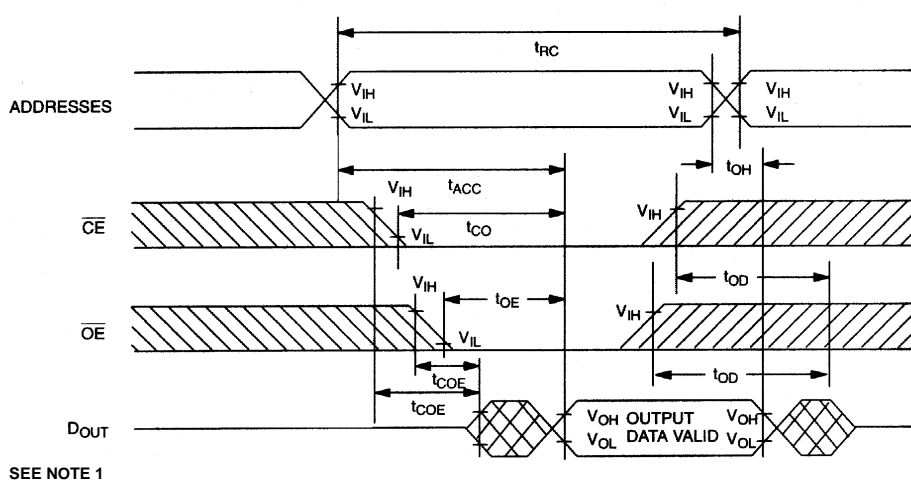 tRC
ADDRESSES
VIH VIH VIH
VIL VIL VIL
tOH
tACC
VIH
VIH
CE
tCO
VIL
tOD
VIH
tOE
VIH
OE
VIL
tCOE
tOD
tCOE
DOUT
VOH OUTPUT VOH
VOL DATA VALID VOL
SEE NOTE 1